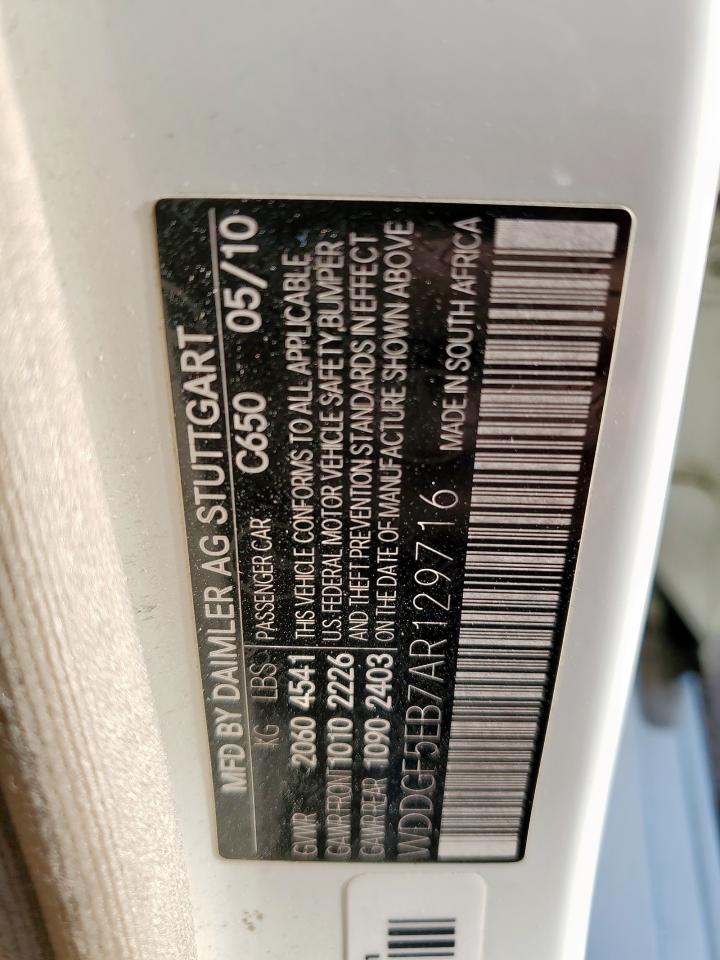 MFD BY DAIMLER AG STUTTGART
C650 05/10
KG LBS PASSENGER CAR
GVWR 2060 4541 THIS VEHICLE CONFORMS TO ALL APPLICABLE
GAWR FRONT 1010 2226 U.S. FEDERAL MOTOR VEHICLE SAFETY, BUMPER
GAWR REAR 1090 2403 AND THEFT PREVENTION STANDARDS IN EFFECT
ON THE DATE OF MANUFACTURE SHOWN ABOVE
WDDGF5EB7AR129716 MADE IN SOUTH AFRICA